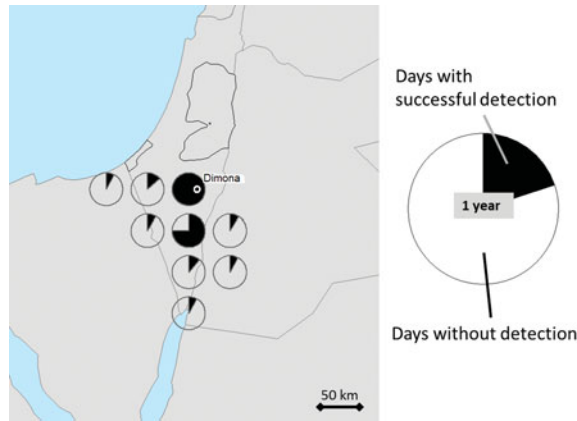 Dimona
50 km
Days with
successful detection
1 year
Days without detection